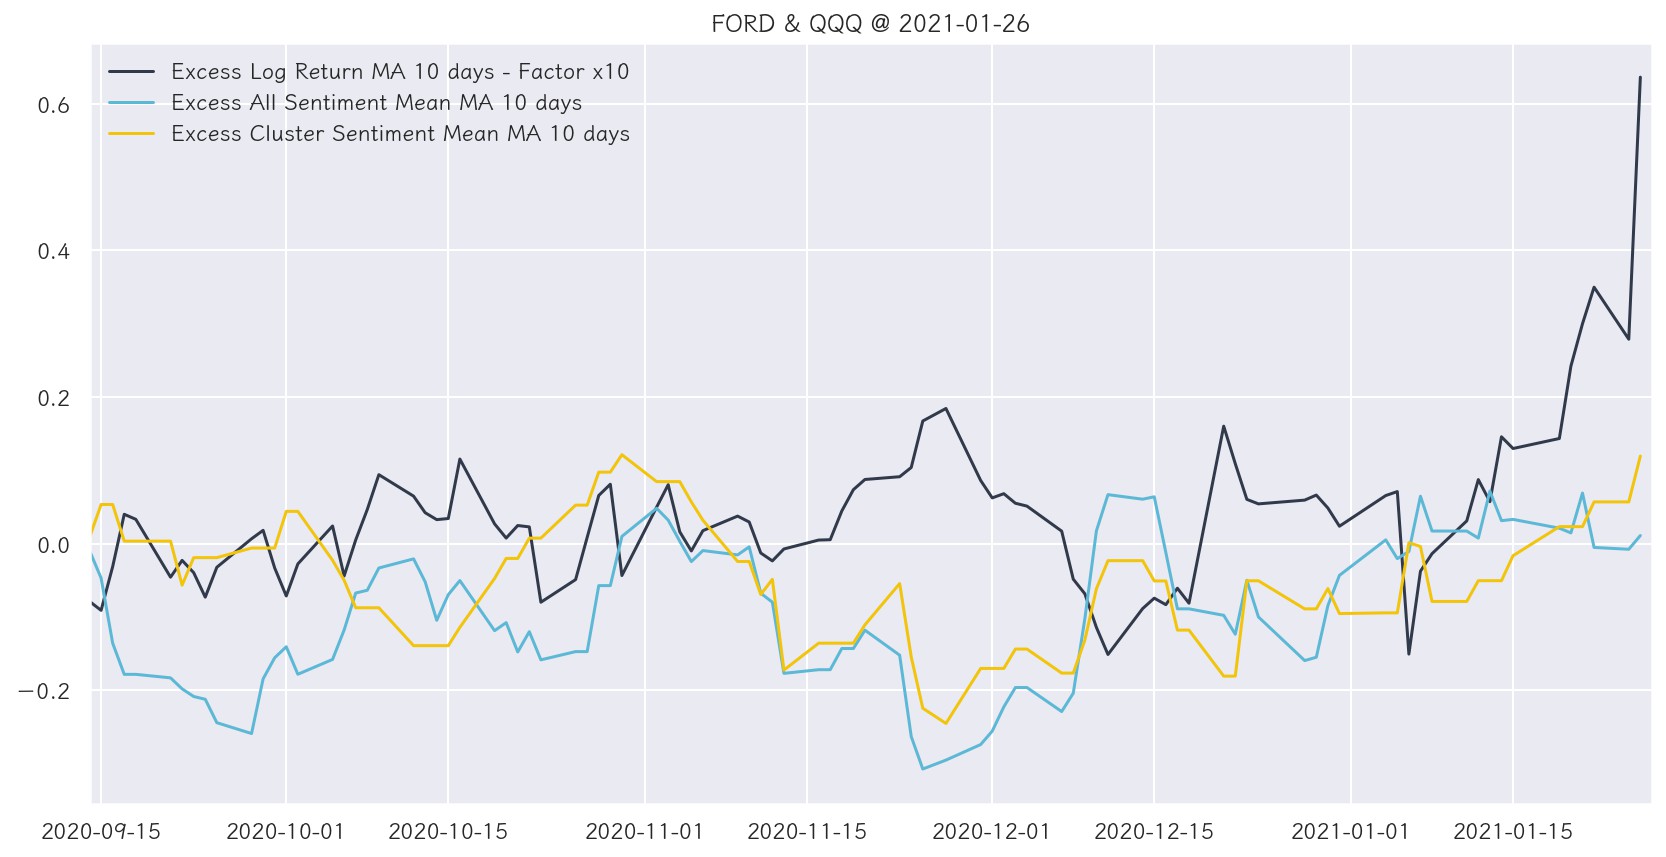 FORD & QQQ @ 2021-01-26
Excess Log Return MA 10 days - Factor x10
Excess All Sentiment Mean MA 10 days
Excess Cluster Sentiment Mean MA 10 days
0.6
0.4
0.2
0.0
−0.2
2020-09-15 2020-10-01 2020-10-15 2020-11-01 2020-11-15 2020-12-01 2020-12-15 2021-01-01 2021-01-15